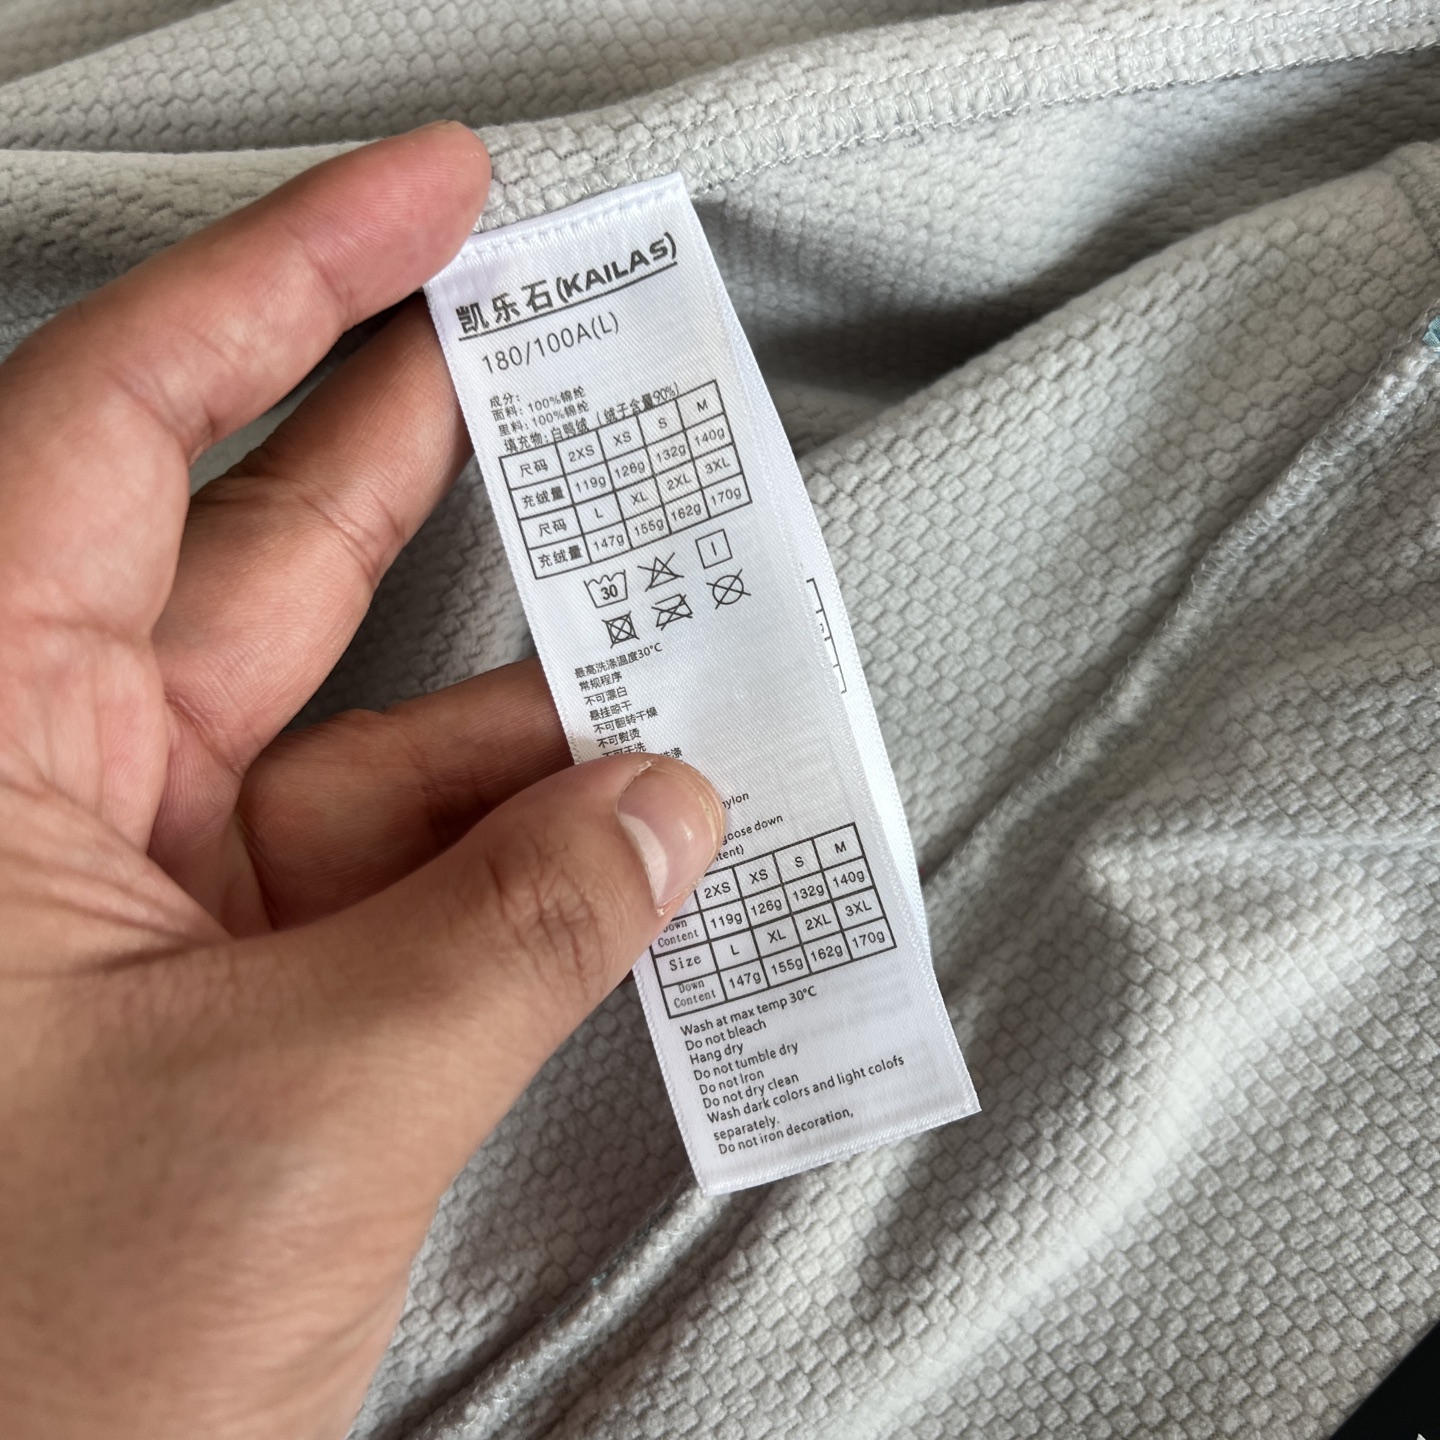 凯乐石(KAILAS)
180/100A(L)
成分:
面料: 100%锦纶
里料: 100%锦纶
填充物: 白鸭绒 ( 绒子含量90%)
尺码 2XS XS S M
充绒量 119g 126g 132g 140g
尺码 L XL 2XL 3XL
充绒量 147g 155g 162g 170g
30
最高洗涤温度30℃
常规程序
不可漂白
悬挂晾干
不可翻转干燥
不可熨烫
不可干洗
洗涤
nylon
goose down
2XS XS S M
Down Content 119g 126g 132g 140g
Size L XL 2XL 3XL
Down Content 147g 155g 162g 170g
Wash at max temp 30℃
Do not bleach
Hang dry
Do not tumble dry
Do not Iron
Do not dry clean
Wash dark colors and light colofs
separately.
Do not iron decoration,